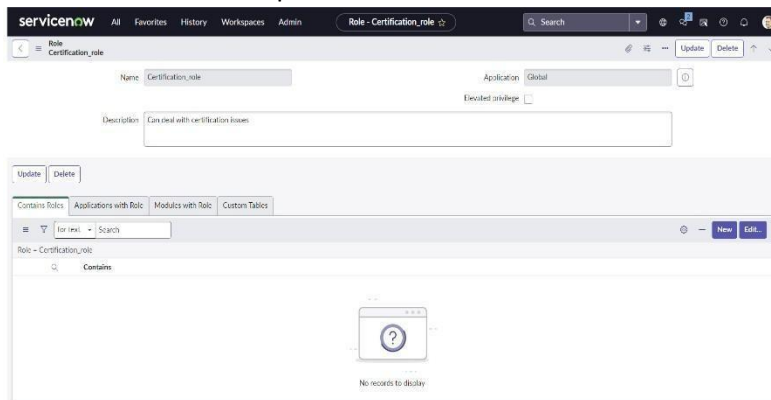 servicenow All Favorites History Workspaces Admin Role - Certification_role Search
Role
Certification_role
Update Delete
Name Certification_role
Application Global
Elevated privilege
Description Can deal with certification issues
Update Delete
Contains Roles Applications with Role Modules with Role Custom Tables
for text Search New Edit...
Role = Certification_role
Contains
No records to display